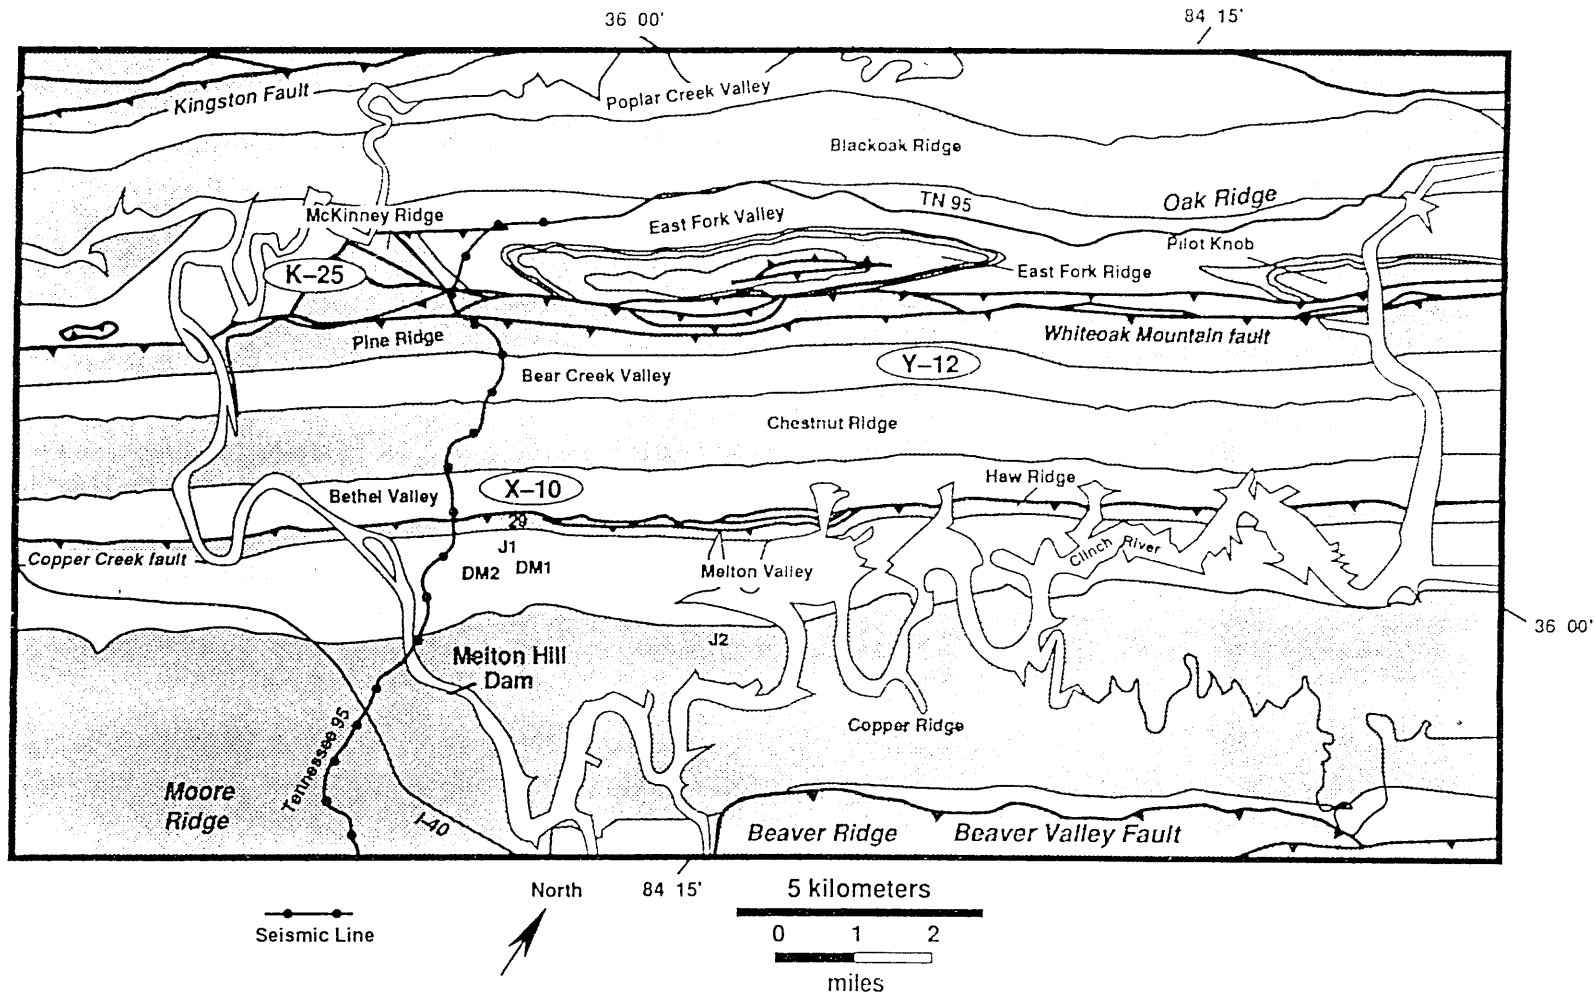 36 00'
84 15'
Kingston Fault
Poplar Creek Valley
Blackoak Ridge
TN 95
Oak Ridge
McKinney Ridge
East Fork Valley
Pilot Knob
K-25
East Fork Ridge
Pine Ridge
Whiteoak Mountain fault
Y-12
Bear Creek Valley
Chestnut Ridge
Haw Ridge
Bethel Valley
X-10
29
Copper Creek fault
J1
DM2
DM1
Melton Valley
Clinch River
36 00'
J2
Melton Hill
Dam
Copper Ridge
Tennessee 95
Moore
Ridge
I-40
Beaver Ridge
Beaver Valley Fault
North
84 15'
5 kilometers
Seismic Line
0 1 2
miles